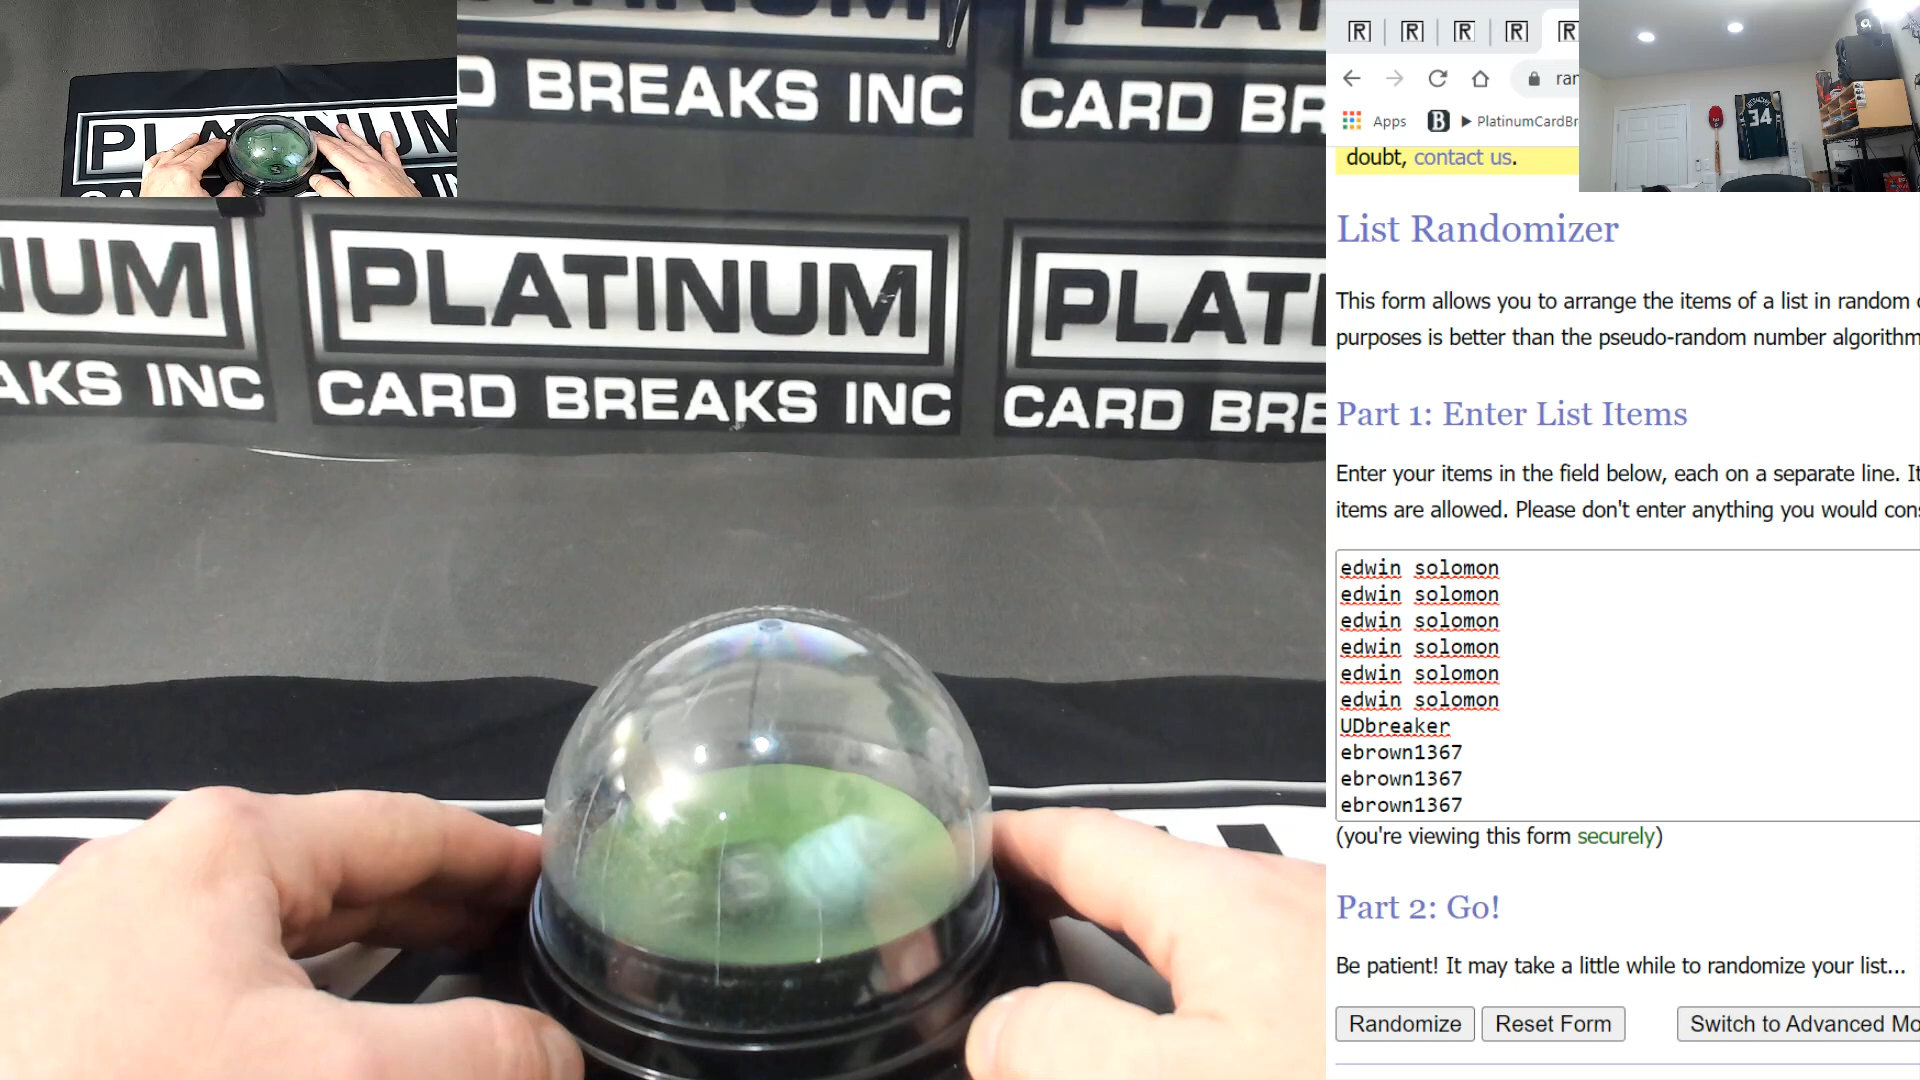 PLATINUM
CARD BREAKS INC
CARD BR
NUM
PLATINUM
PLAT
AKS INC
CARD BREAKS INC
CARD BRE
ran
Apps
PlatinumCardBr
doubt, contact us.
34
List Randomizer
This form allows you to arrange the items of a list in random
purposes is better than the pseudo-random number algorithm
Part 1: Enter List Items
Enter your items in the field below, each on a separate line. It
items are allowed. Please don't enter anything you would cons
edwin solomon
edwin solomon
edwin solomon
edwin solomon
edwin solomon
edwin solomon
UDbreaker
ebrown1367
ebrown1367
ebrown1367
(you're viewing this form securely)
Part 2: Go!
Be patient! It may take a little while to randomize your list...
Randomize Reset Form Switch to Advanced Mo